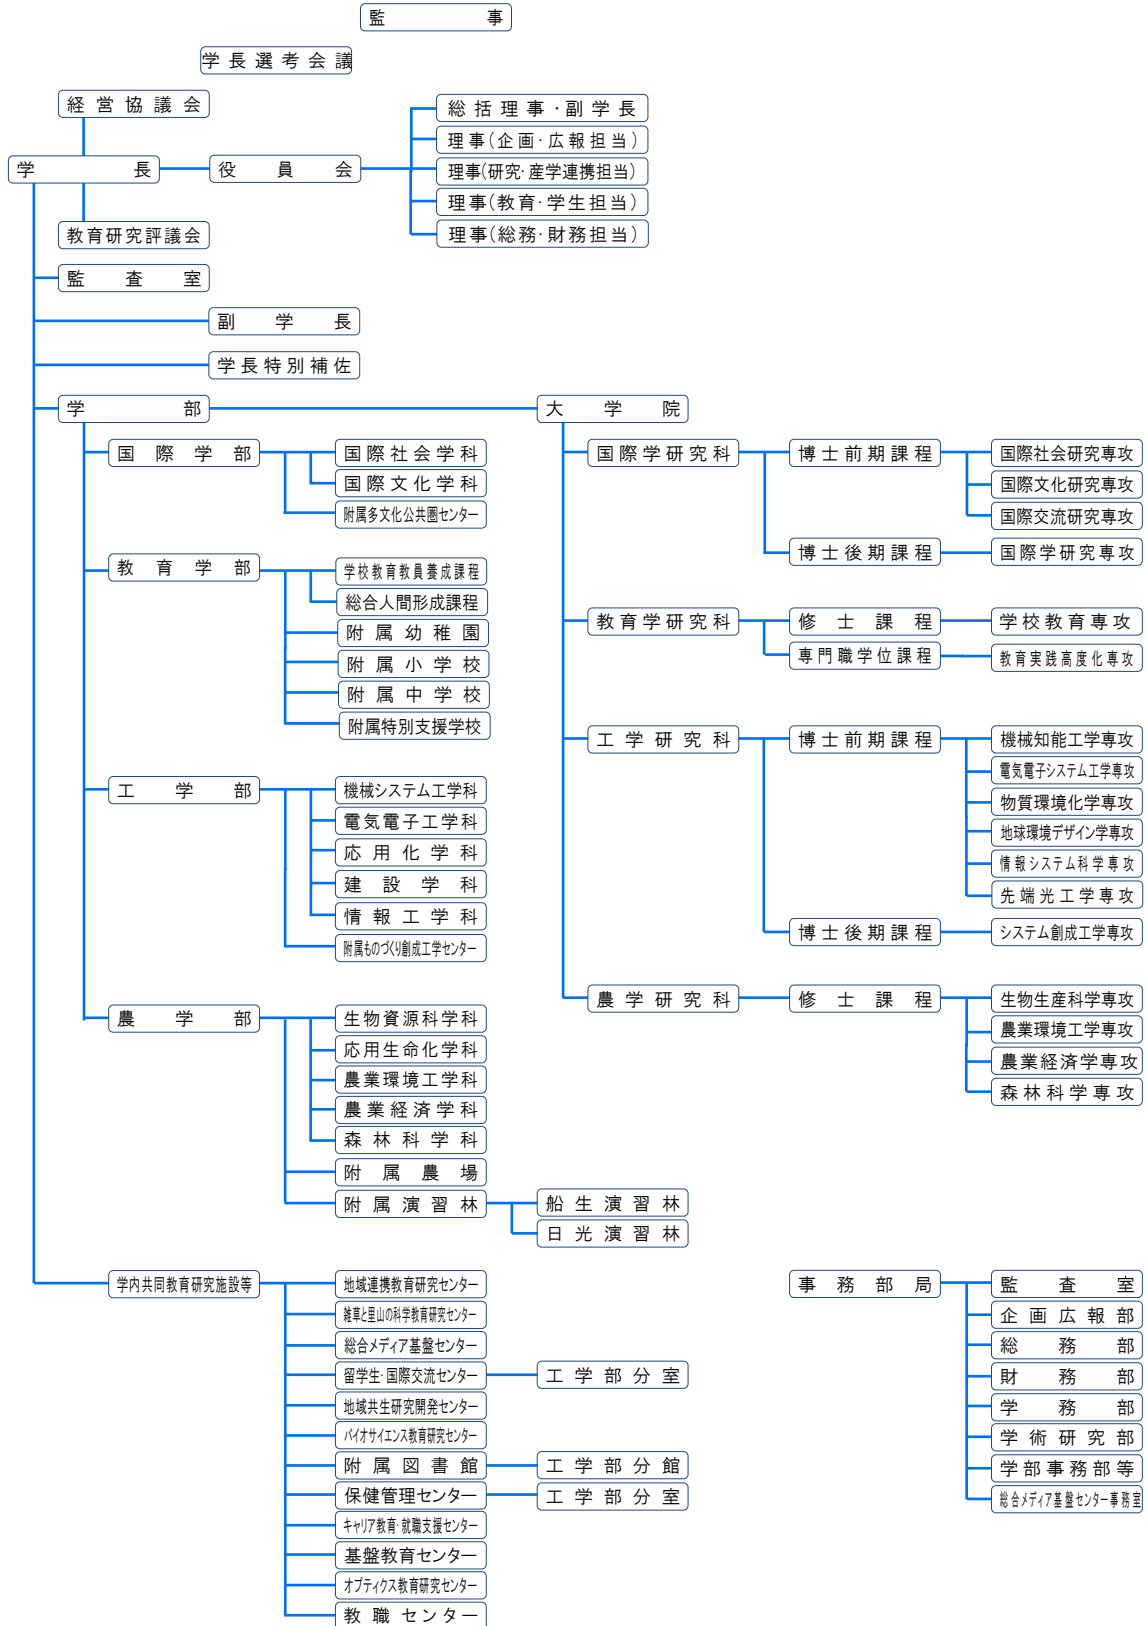 監事
学長選考会議
経営協議会
学長
役員会
総括理事・副学長
理事(企画・広報担当)
理事(研究・産学連携担当)
理事(教育・学生担当)
理事(総務・財務担当)
教育研究評議会
監査室
副学長
学長特別補佐
学部
国際学部
国際社会学科
国際文化学科
附属多文化公共圏センター
教育学部
学校教育教員養成課程
総合人間形成課程
附属幼稚園
附属小学校
附属中学校
附属特別支援学校
工学部
機械システム工学科
電気電子工学科
応用化学科
建設学科
情報工学科
附属ものづくり創成工学センター
農学部
生物資源科学科
応用生命化学科
農業環境工学科
農業経済学科
森林科学科
附属農場
附属演習林
船生演習林
日光演習林
大学院
国際学研究科
博士前期課程
国際社会研究専攻
国際文化研究専攻
国際交流研究専攻
博士後期課程
国際学研究専攻
教育学研究科
修士課程
学校教育専攻
専門職学位課程
教育実践高度化専攻
工学研究科
博士前期課程
機械知能工学専攻
電気電子システム工学専攻
物質環境化学専攻
地球環境デザイン学専攻
情報システム科学専攻
先端光工学専攻
博士後期課程
システム創成工学専攻
農学研究科
修士課程
生物生産科学専攻
農業環境工学専攻
農業経済学専攻
森林科学専攻
学内共同教育研究施設等
地域連携教育研究センター
雑草と里山の科学教育研究センター
総合メディア基盤センター
留学生・国際交流センター
工学部分室
地域共生研究開発センター
バイオサイエンス教育研究センター
附属図書館
工学部分館
保健管理センター
工学部分室
キャリア教育・就職支援センター
基盤教育センター
オプティクス教育研究センター
教職センター
事務部局
監査室
企画広報部
総務部
財務部
学務部
学術研究部
学部事務部等
総合メディア基盤センター事務室